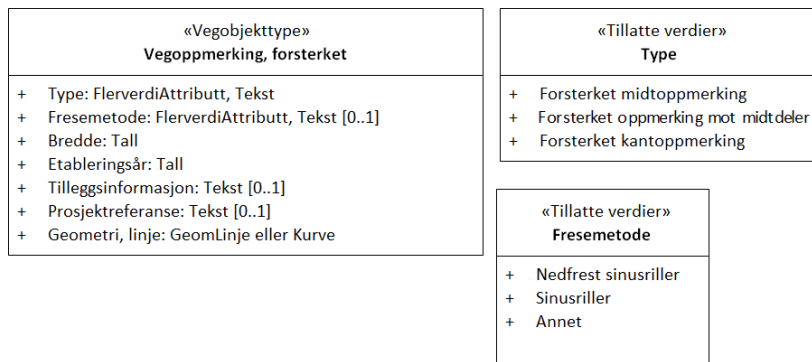 «Vegobjekttype»
Vegoppmerking, forsterket
+ Type: FlerverdiAttributt, Tekst
+ Fresemetode: FlerverdiAttributt, Tekst [0..1]
+ Bredde: Tall
+ Etableringsår: Tall
+ Tilleggsinformasjon: Tekst [0..1]
+ Prosjektreferanse: Tekst [0..1]
+ Geometri, linje: GeomLinje eller Kurve
«Tillatte verdier»
Type
+ Forsterket midtoppmerking
+ Forsterket oppmerking mot midtdeler
+ Forsterket kantoppmerking
«Tillatte verdier»
Fresemetode
+ Nedfrest sinusriller
+ Sinusriller
+ Annet